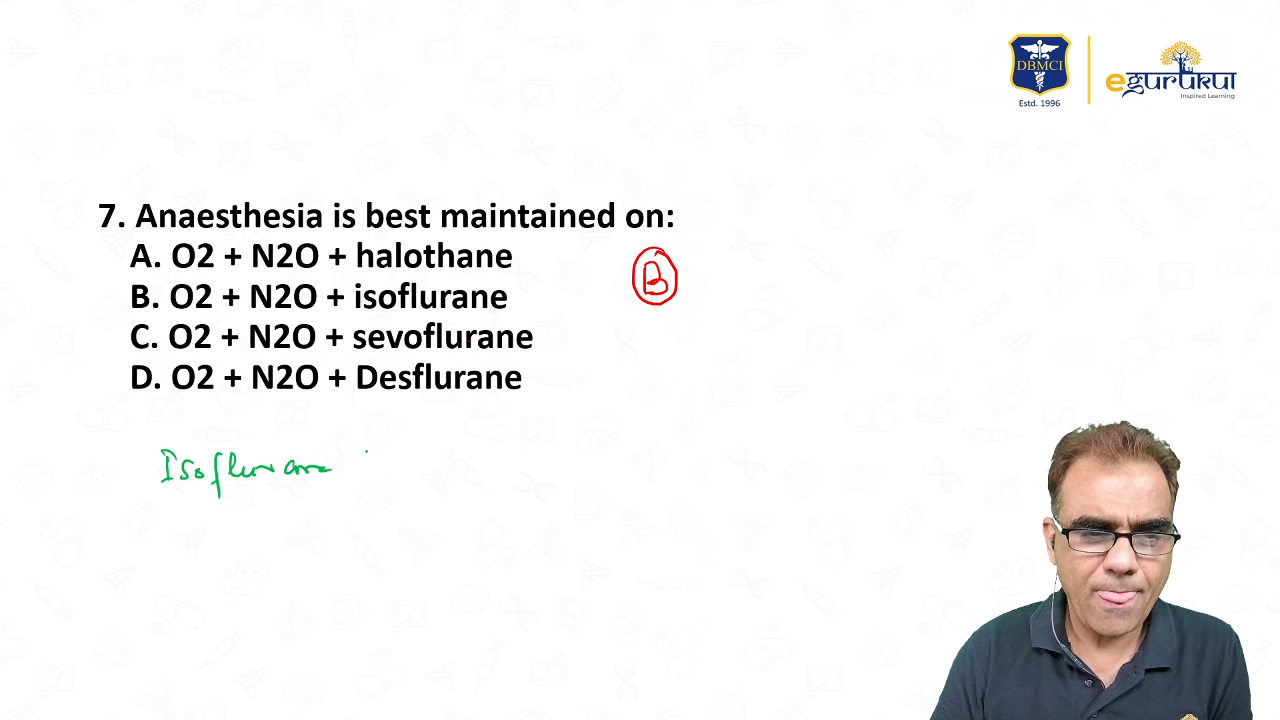 DBMCI
Estd. 1996
egurukul
Inspired Learning
7. Anaesthesia is best maintained on:
A. O2 + N2O + halothane
B. O2 + N2O + isoflurane
C. O2 + N2O + sevoflurane
D. O2 + N2O + Desflurane
B
Isoflurane